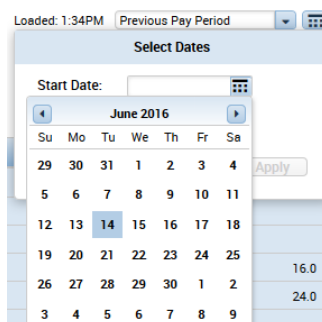 Loaded: 1:34PM Previous Pay Period
Select Dates
Start Date:
June 2016
Su Mo Tu We Th Fr Sa
29 30 31 1 2 3 4
Apply
5 6 7 8 9 10 11
12 13 14 15 16 17 18
19 20 21 22 23 24 25
16.0
26 27 28 29 30 1 2
24.0
3 4 5 6 7 8 9